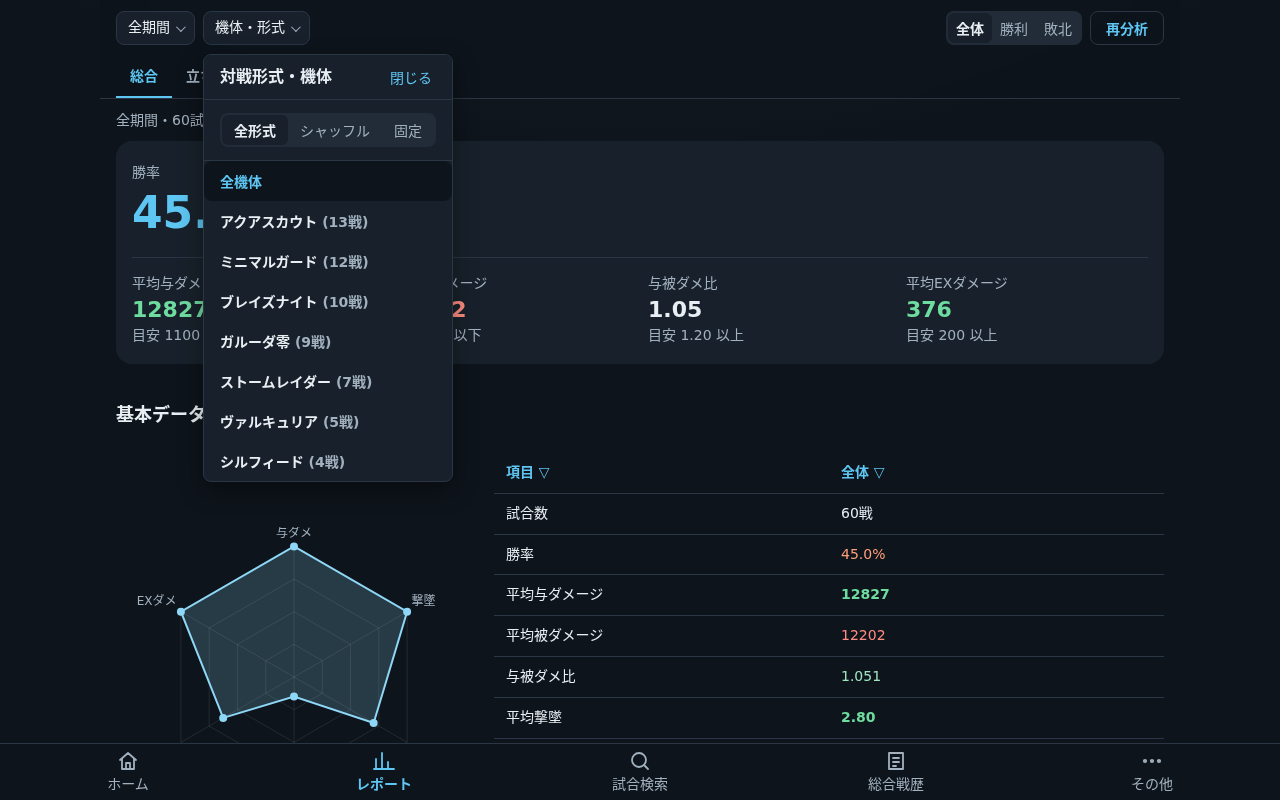 全期間
機体・形式
全体
勝利
敗北
再分析
総合
対戦形式・機体
閉じる
全期間・60試
全形式
シャッフル
固定
全機体
アクアスカウト (13戦)
ミニマルガード (12戦)
ブレイズナイト (10戦)
ガルーダ零 (9戦)
ストームレイダー (7戦)
ヴァルキュリア (5戦)
シルフィード (4戦)
勝率
45.
平均与ダメ
12827
目安 1100
メージ
2
以下
与被ダメ比
1.05
目安 1.20 以上
平均EXダメージ
376
目安 200 以上
基本データ
与ダメ
EXダメ
撃墜
項目 ▽
全体 ▽
試合数
60戦
勝率
45.0%
平均与ダメージ
12827
平均被ダメージ
12202
与被ダメ比
1.051
平均撃墜
2.80
ホーム
レポート
試合検索
総合戦歴
その他